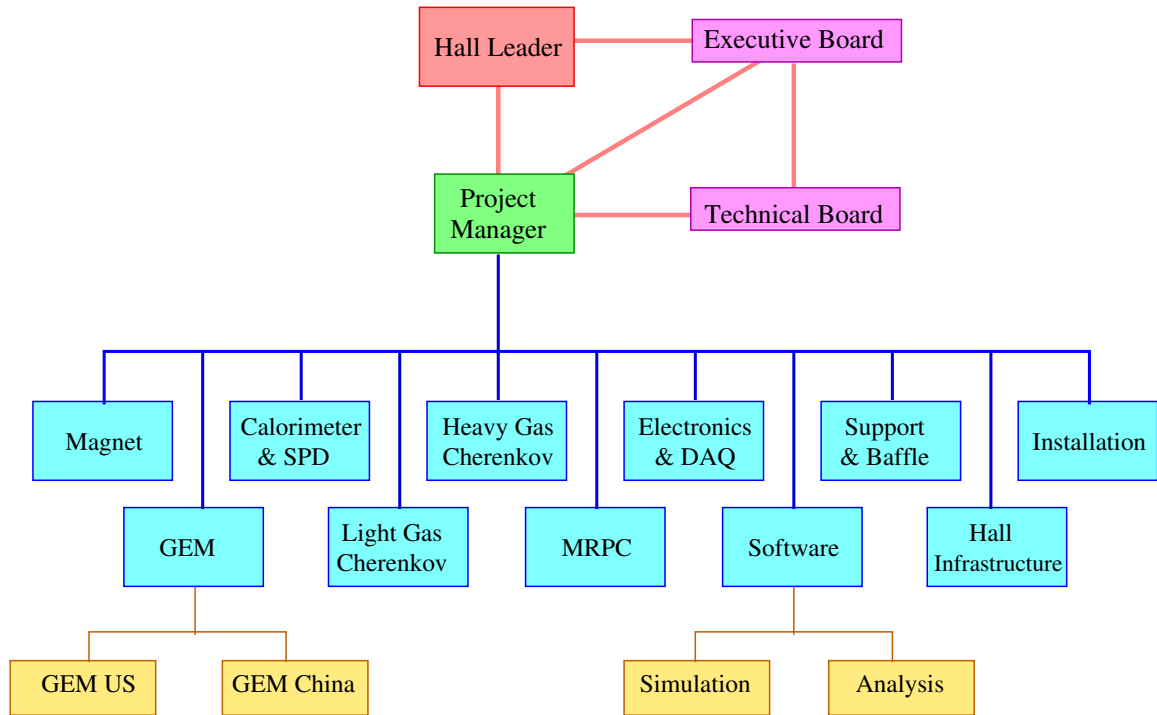 Hall Leader
Executive Board
Project
Manager
Technical Board
Magnet
Calorimeter
& SPD
Heavy Gas
Cherenkov
Electronics
& DAQ
Support
& Baffle
Installation
GEM
Light Gas
Cherenkov
MRPC
Software
Hall
Infrastructure
GEM US
GEM China
Simulation
Analysis